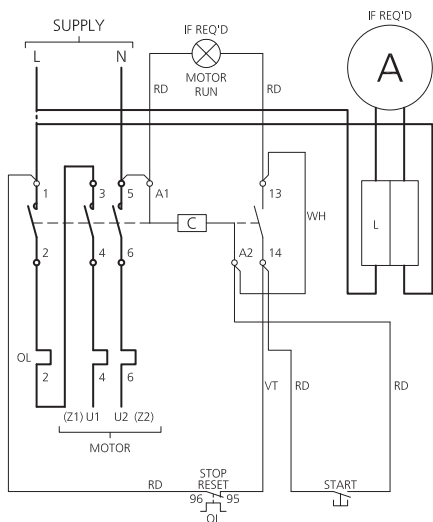 IF REQ'D
SUPPLY
IF REQ'D
L N
A
MOTOR
RUN
RD RD
1 3 5 A1 13
L
WH
C
2 4 6 A2 14
OL
2 4 6
VT RD RD
(Z1) U1 U2 (Z2)
MOTOR
STOP
RESET
RD START
96 95
OL